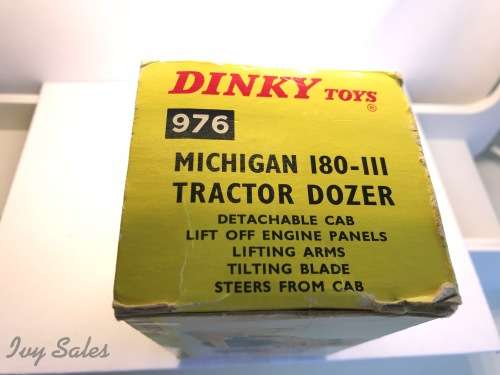 DINKY TOYS®
976
MICHIGAN 180-III
TRACTOR DOZER
DETACHABLE CAB
LIFT OFF ENGINE PANELS
LIFTING ARMS
TILTING BLADE
STEERS FROM CAB
Ivy Sales